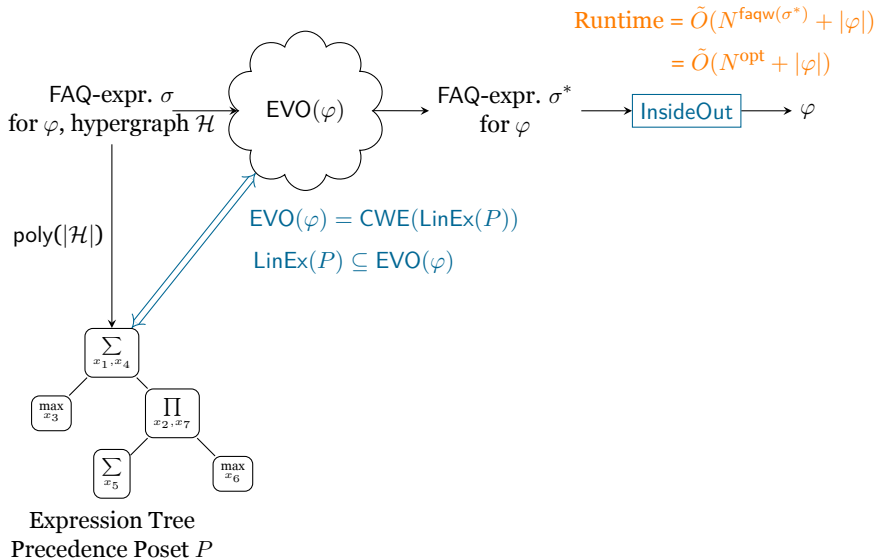 Runtime = Õ(N^faqw(σ*) + |φ|)
= Õ(N^opt + |φ|)
FAQ-expr. σ
for φ, hypergraph ℋ
EVO(φ)
FAQ-expr. σ*
for φ
InsideOut
φ
EVO(φ) = CWE(LinEx(P))
LinEx(P) ⊆ EVO(φ)
poly(|ℋ|)
∑
x₁,x₄
max
x₃
∏
x₂,x₇
∑
x₅
max
x₆
Expression Tree
Precedence Poset P